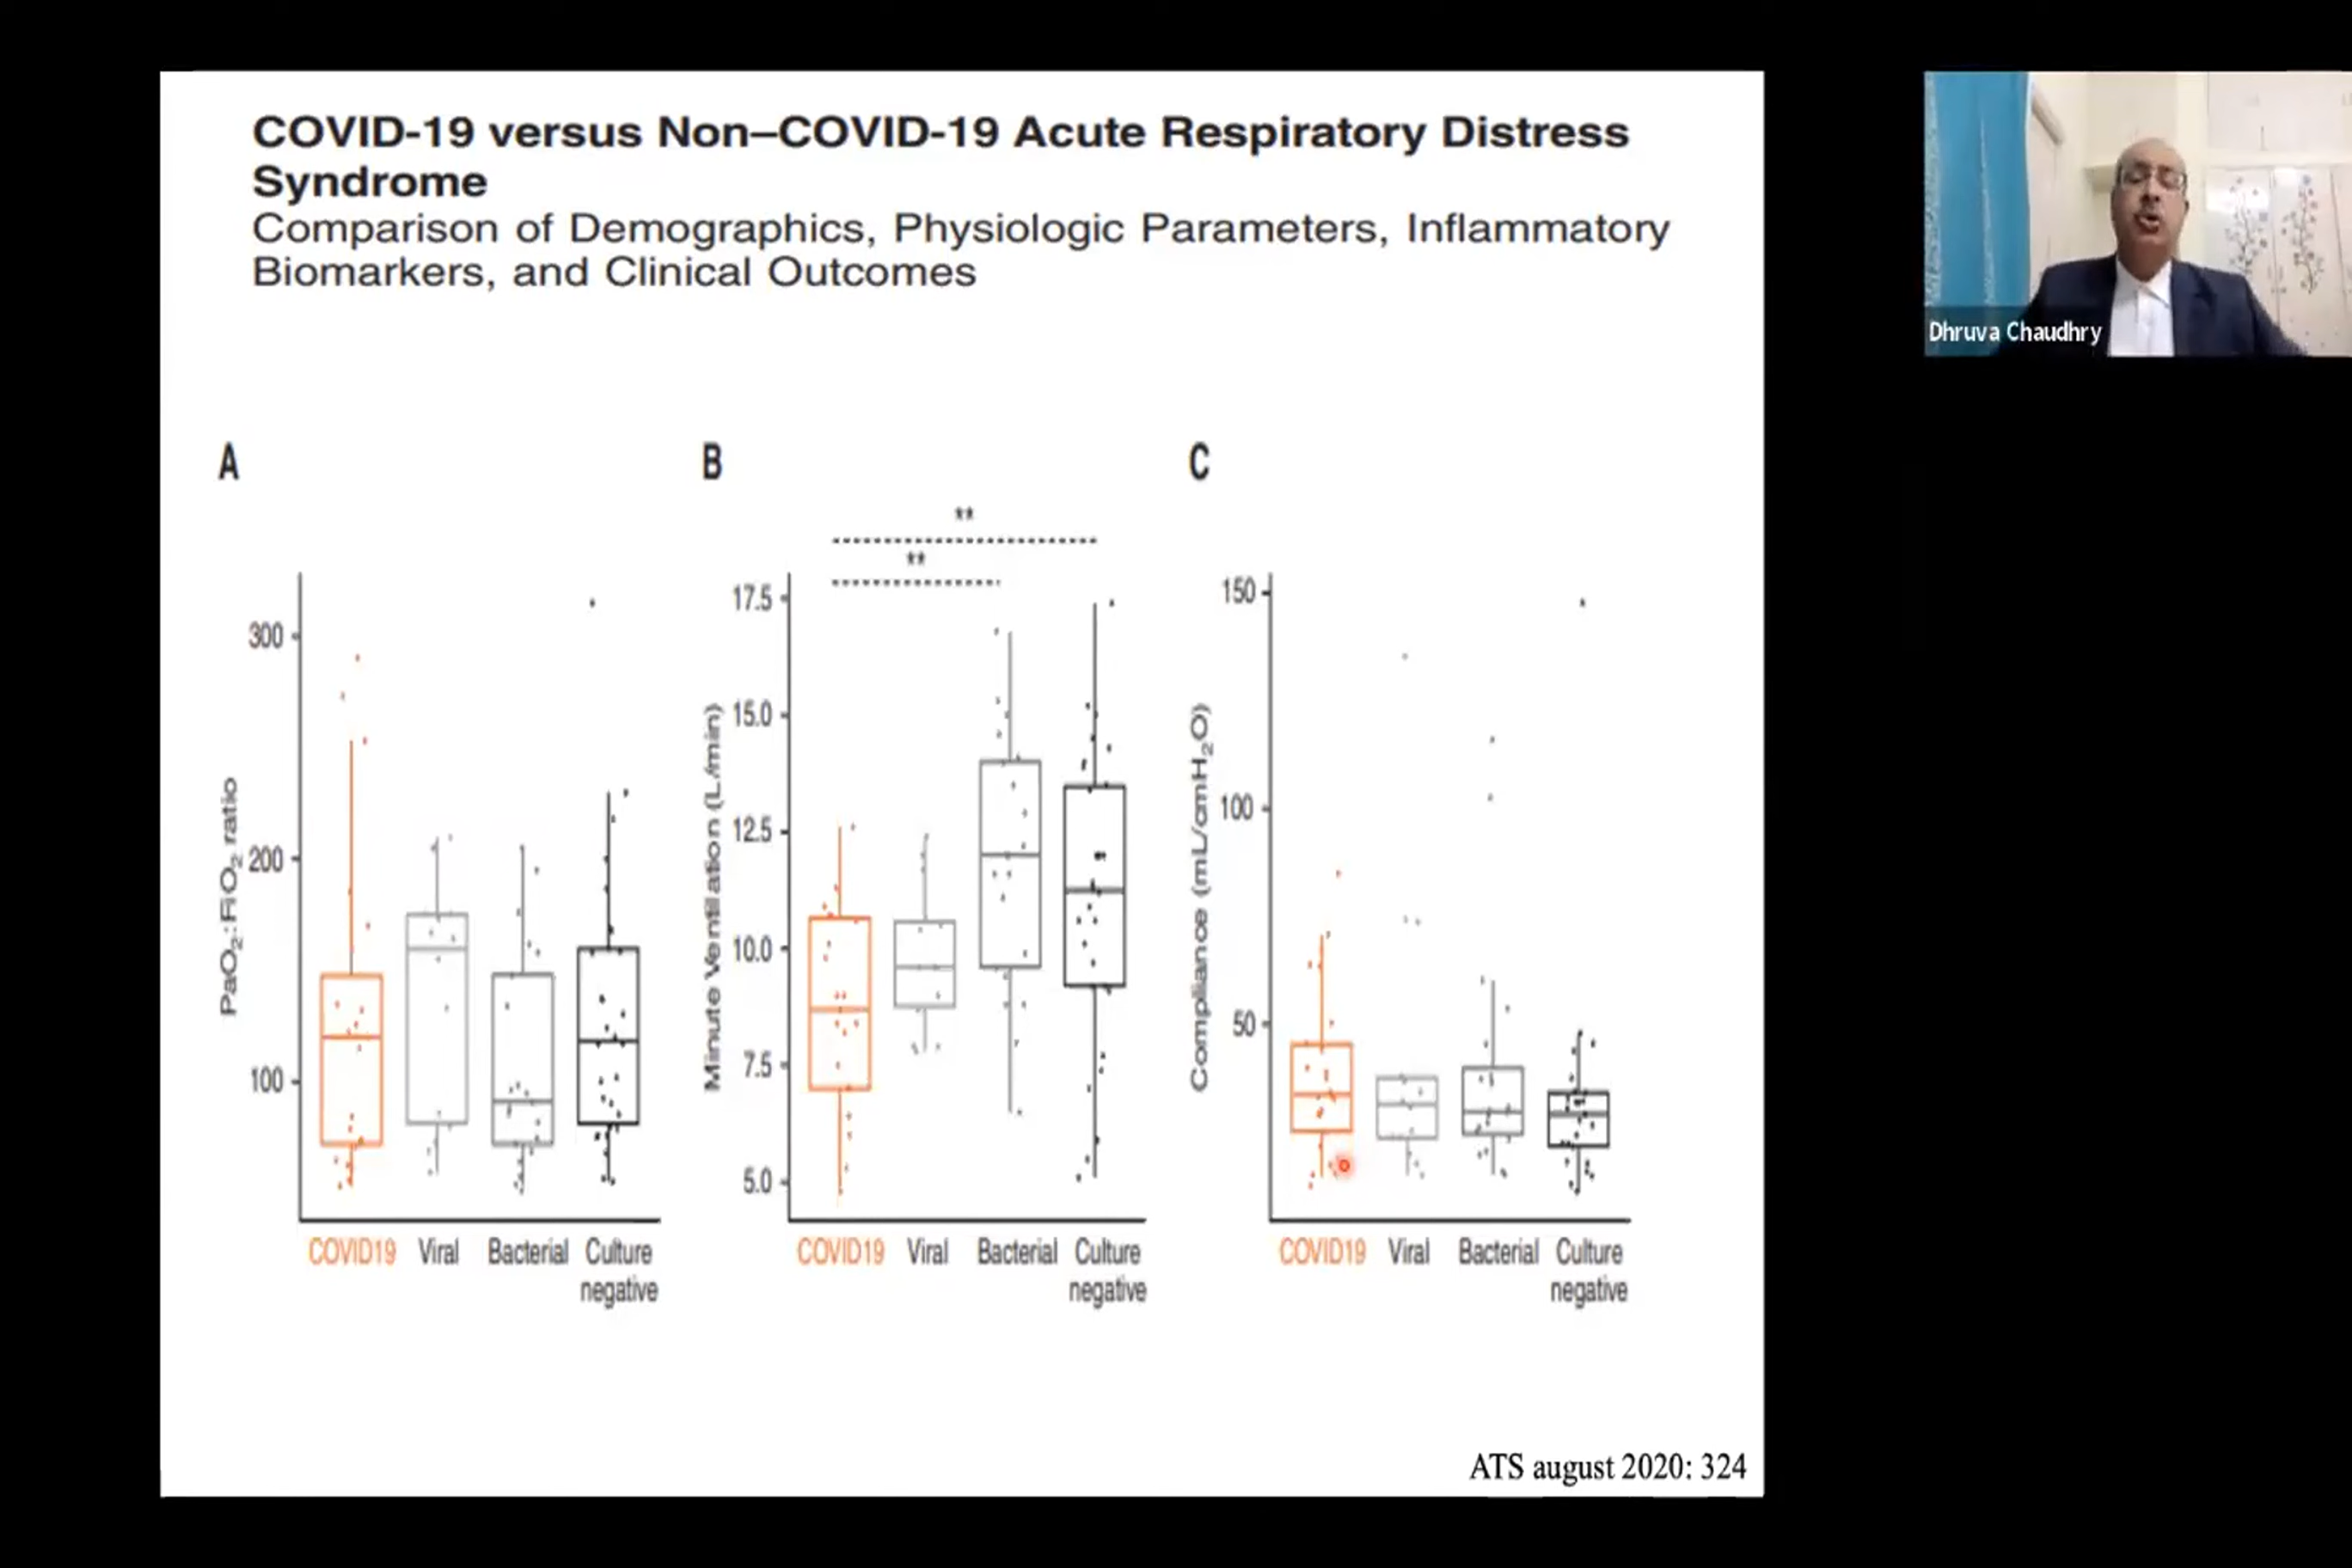 COVID-19 versus Non–COVID-19 Acute Respiratory Distress
Syndrome
Comparison of Demographics, Physiologic Parameters, Inflammatory
Biomarkers, and Clinical Outcomes
Dhruva Chaudhry
A
PaO2:FiO2 ratio
300
200
100
COVID19 Viral Bacterial Culture negative
B
**
**
Minute Ventilation (L/min)
17.5
15.0
12.5
10.0
7.5
5.0
COVID19 Viral Bacterial Culture negative
C
Compliance (mL/cmH2O)
150
100
50
COVID19 Viral Bacterial Culture negative
ATS august 2020: 324